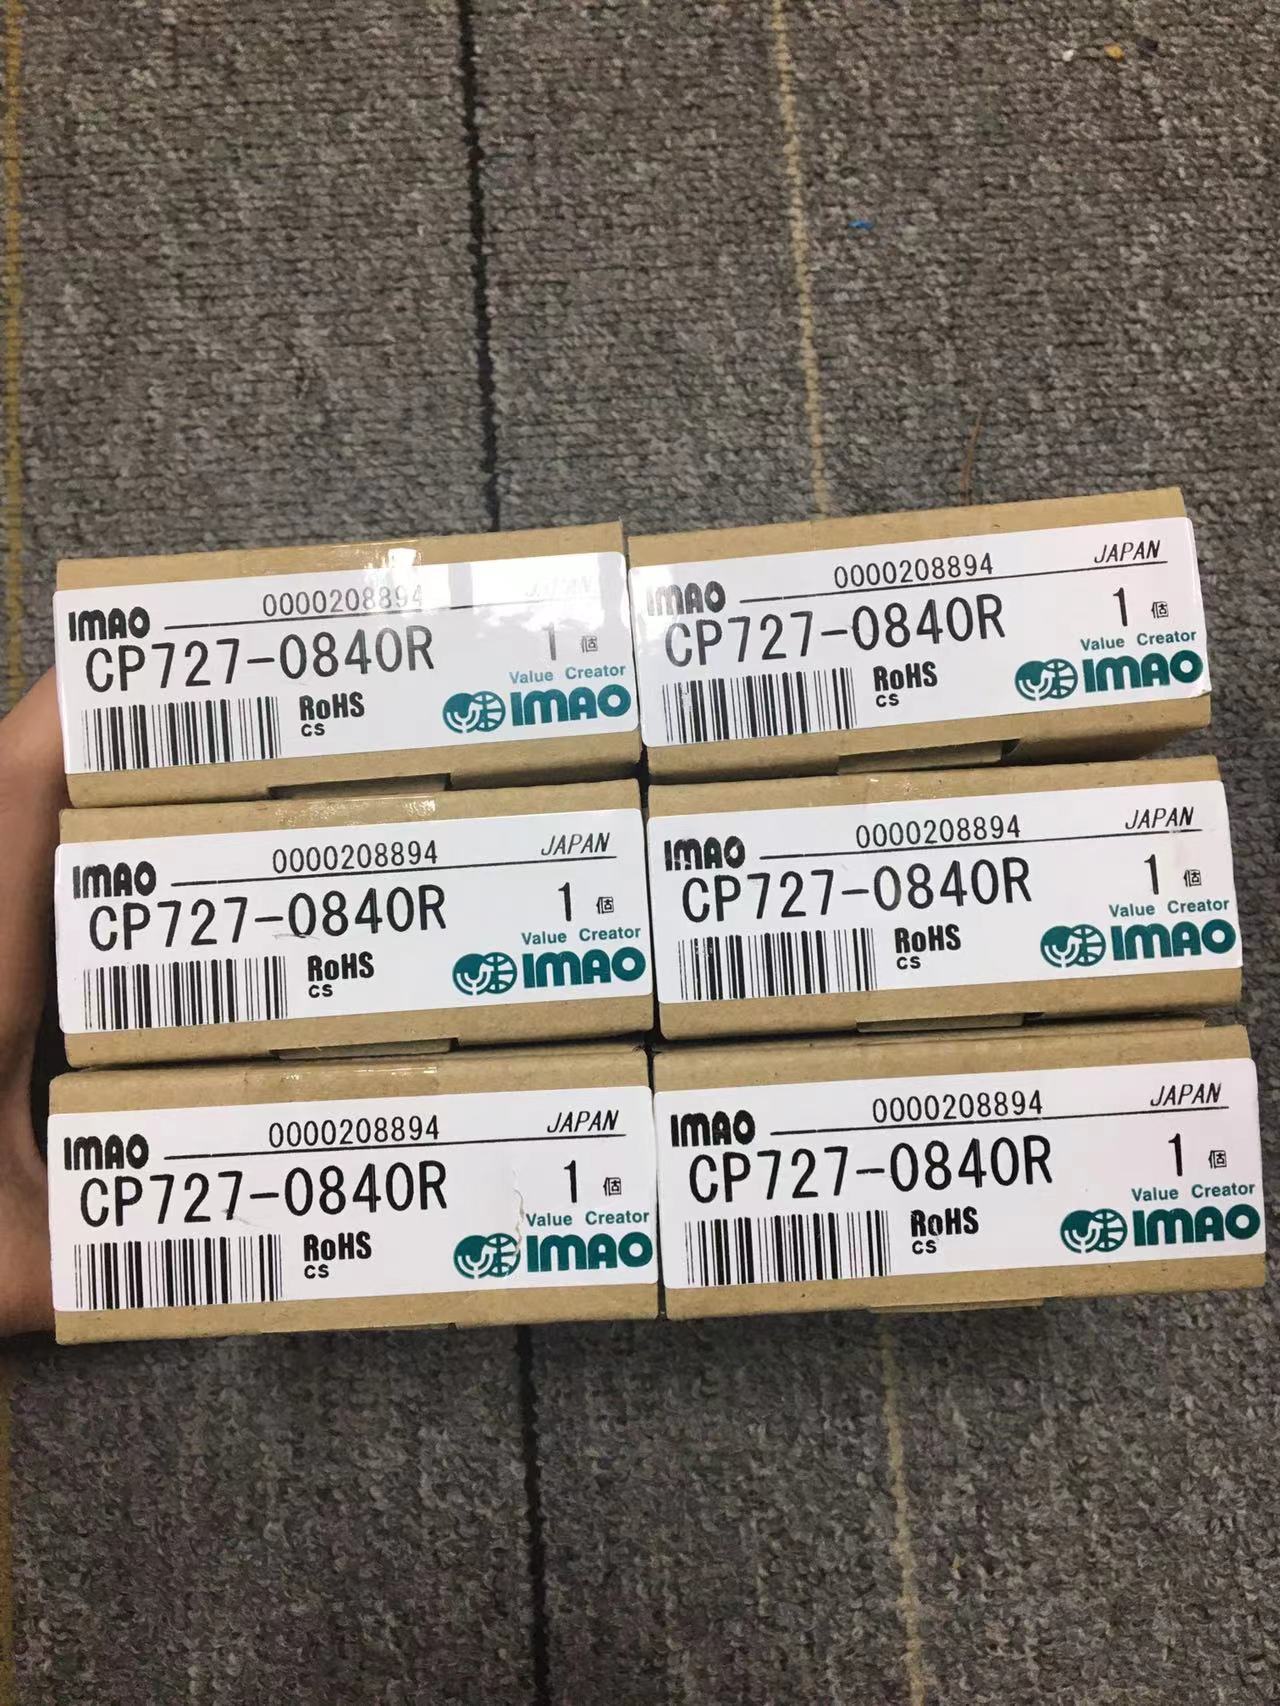 0000208894 JAPAN
IMAO
CP727-0840R 1 個
Value Creator
RoHS IMAO
CS
0000208894 JAPAN
IMAO
CP727-0840R 1 個
Value Creator
RoHS IMAO
CS
0000208894 JAPAN
IMAO
CP727-0840R 1 個
Value Creator
RoHS IMAO
CS
0000208894 JAPAN
IMAO
CP727-0840R 1 個
Value Creator
RoHS IMAO
CS
0000208894 JAPAN
IMAO
CP727-0840R 1 個
Value Creator
RoHS IMAO
CS
0000208894 JAPAN
IMAO
CP727-0840R 1 個
Value Creator
RoHS IMAO
CS